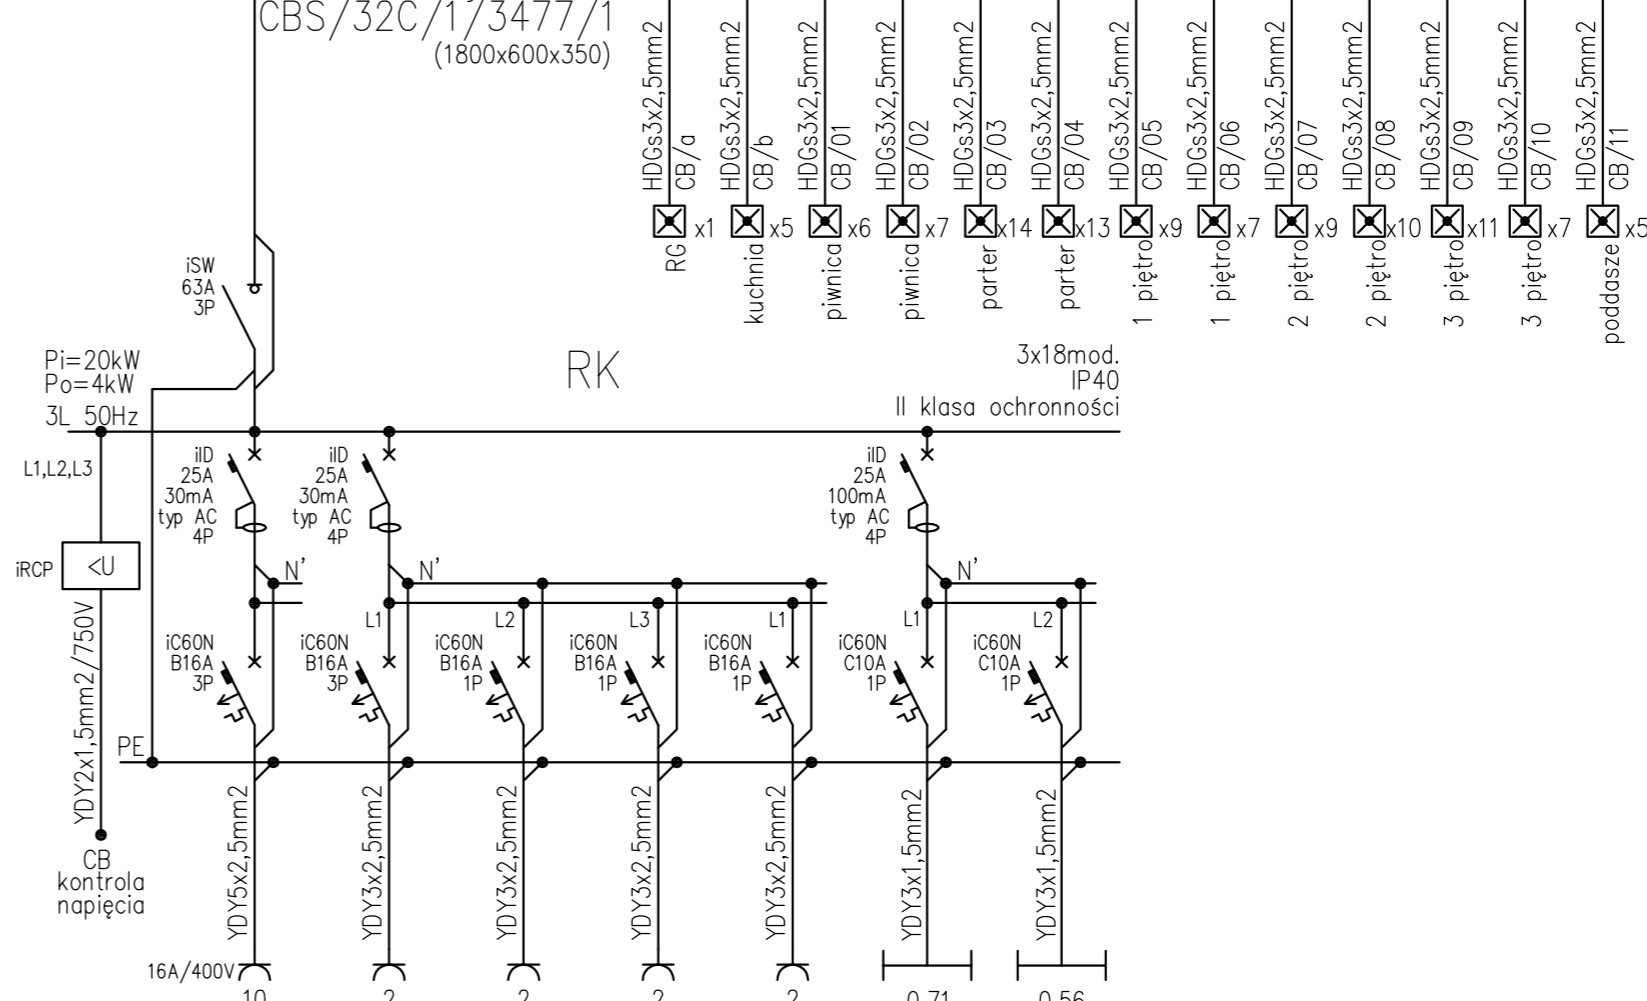 CBS/32C/1/3477/1
(1800x600x350)
HDGs3x2,5mm2
CB/a
x1
RG
HDGs3x2,5mm2
CB/b
x5
kuchnia
HDGs3x2,5mm2
CB/01
x6
piwnica
HDGs3x2,5mm2
CB/02
x7
piwnica
HDGs3x2,5mm2
CB/03
x14
parter
HDGs3x2,5mm2
CB/04
x13
parter
HDGs3x2,5mm2
CB/05
x9
1 piętro
HDGs3x2,5mm2
CB/06
x7
1 piętro
HDGs3x2,5mm2
CB/07
x9
2 piętro
HDGs3x2,5mm2
CB/08
x10
2 piętro
HDGs3x2,5mm2
CB/09
x11
3 piętro
HDGs3x2,5mm2
CB/10
x7
3 piętro
HDGs3x2,5mm2
CB/11
x5
poddasze
iSW
63A
3P
Pi=20kW
Po=4kW
3L 50Hz
RK
3x18mod.
IP40
II klasa ochronności
L1,L2,L3
iRCP
<U
YDY2x1,5mm2/750V
CB
kontrola
napięcia
iID
25A
30mA
typ AC
4P
N'
iID
25A
30mA
typ AC
4P
N'
iID
25A
100mA
typ AC
4P
N'
L1
L2
L3
L1
L1
L2
iC60N
B16A
3P
iC60N
B16A
3P
iC60N
B16A
1P
iC60N
B16A
1P
iC60N
B16A
1P
iC60N
C10A
1P
iC60N
C10A
1P
PE
YDY5x2,5mm2
YDY3x2,5mm2
YDY3x2,5mm2
YDY3x2,5mm2
YDY3x2,5mm2
YDY3x1,5mm2
YDY3x1,5mm2
16A/400V
10
2
2
2
2
0.71
0.56